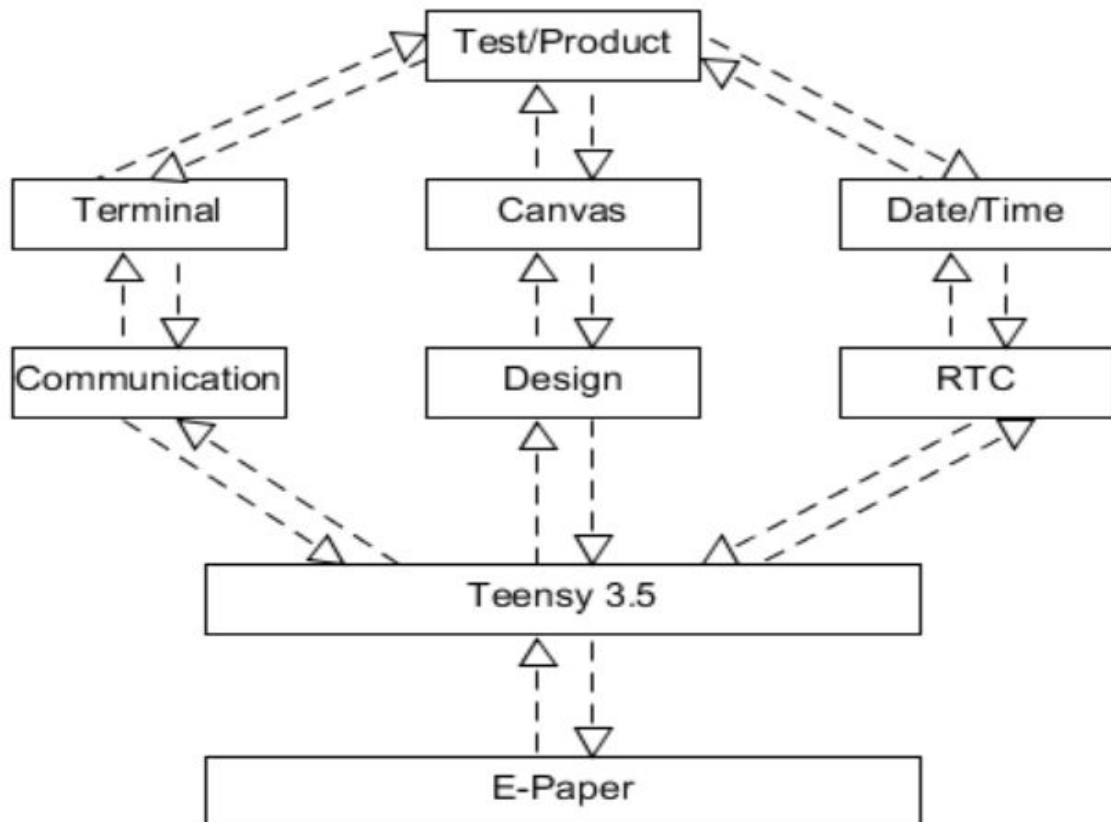 Test/Product
Terminal
Canvas
Date/Time
Communication
Design
RTC
Teensy 3.5
E-Paper